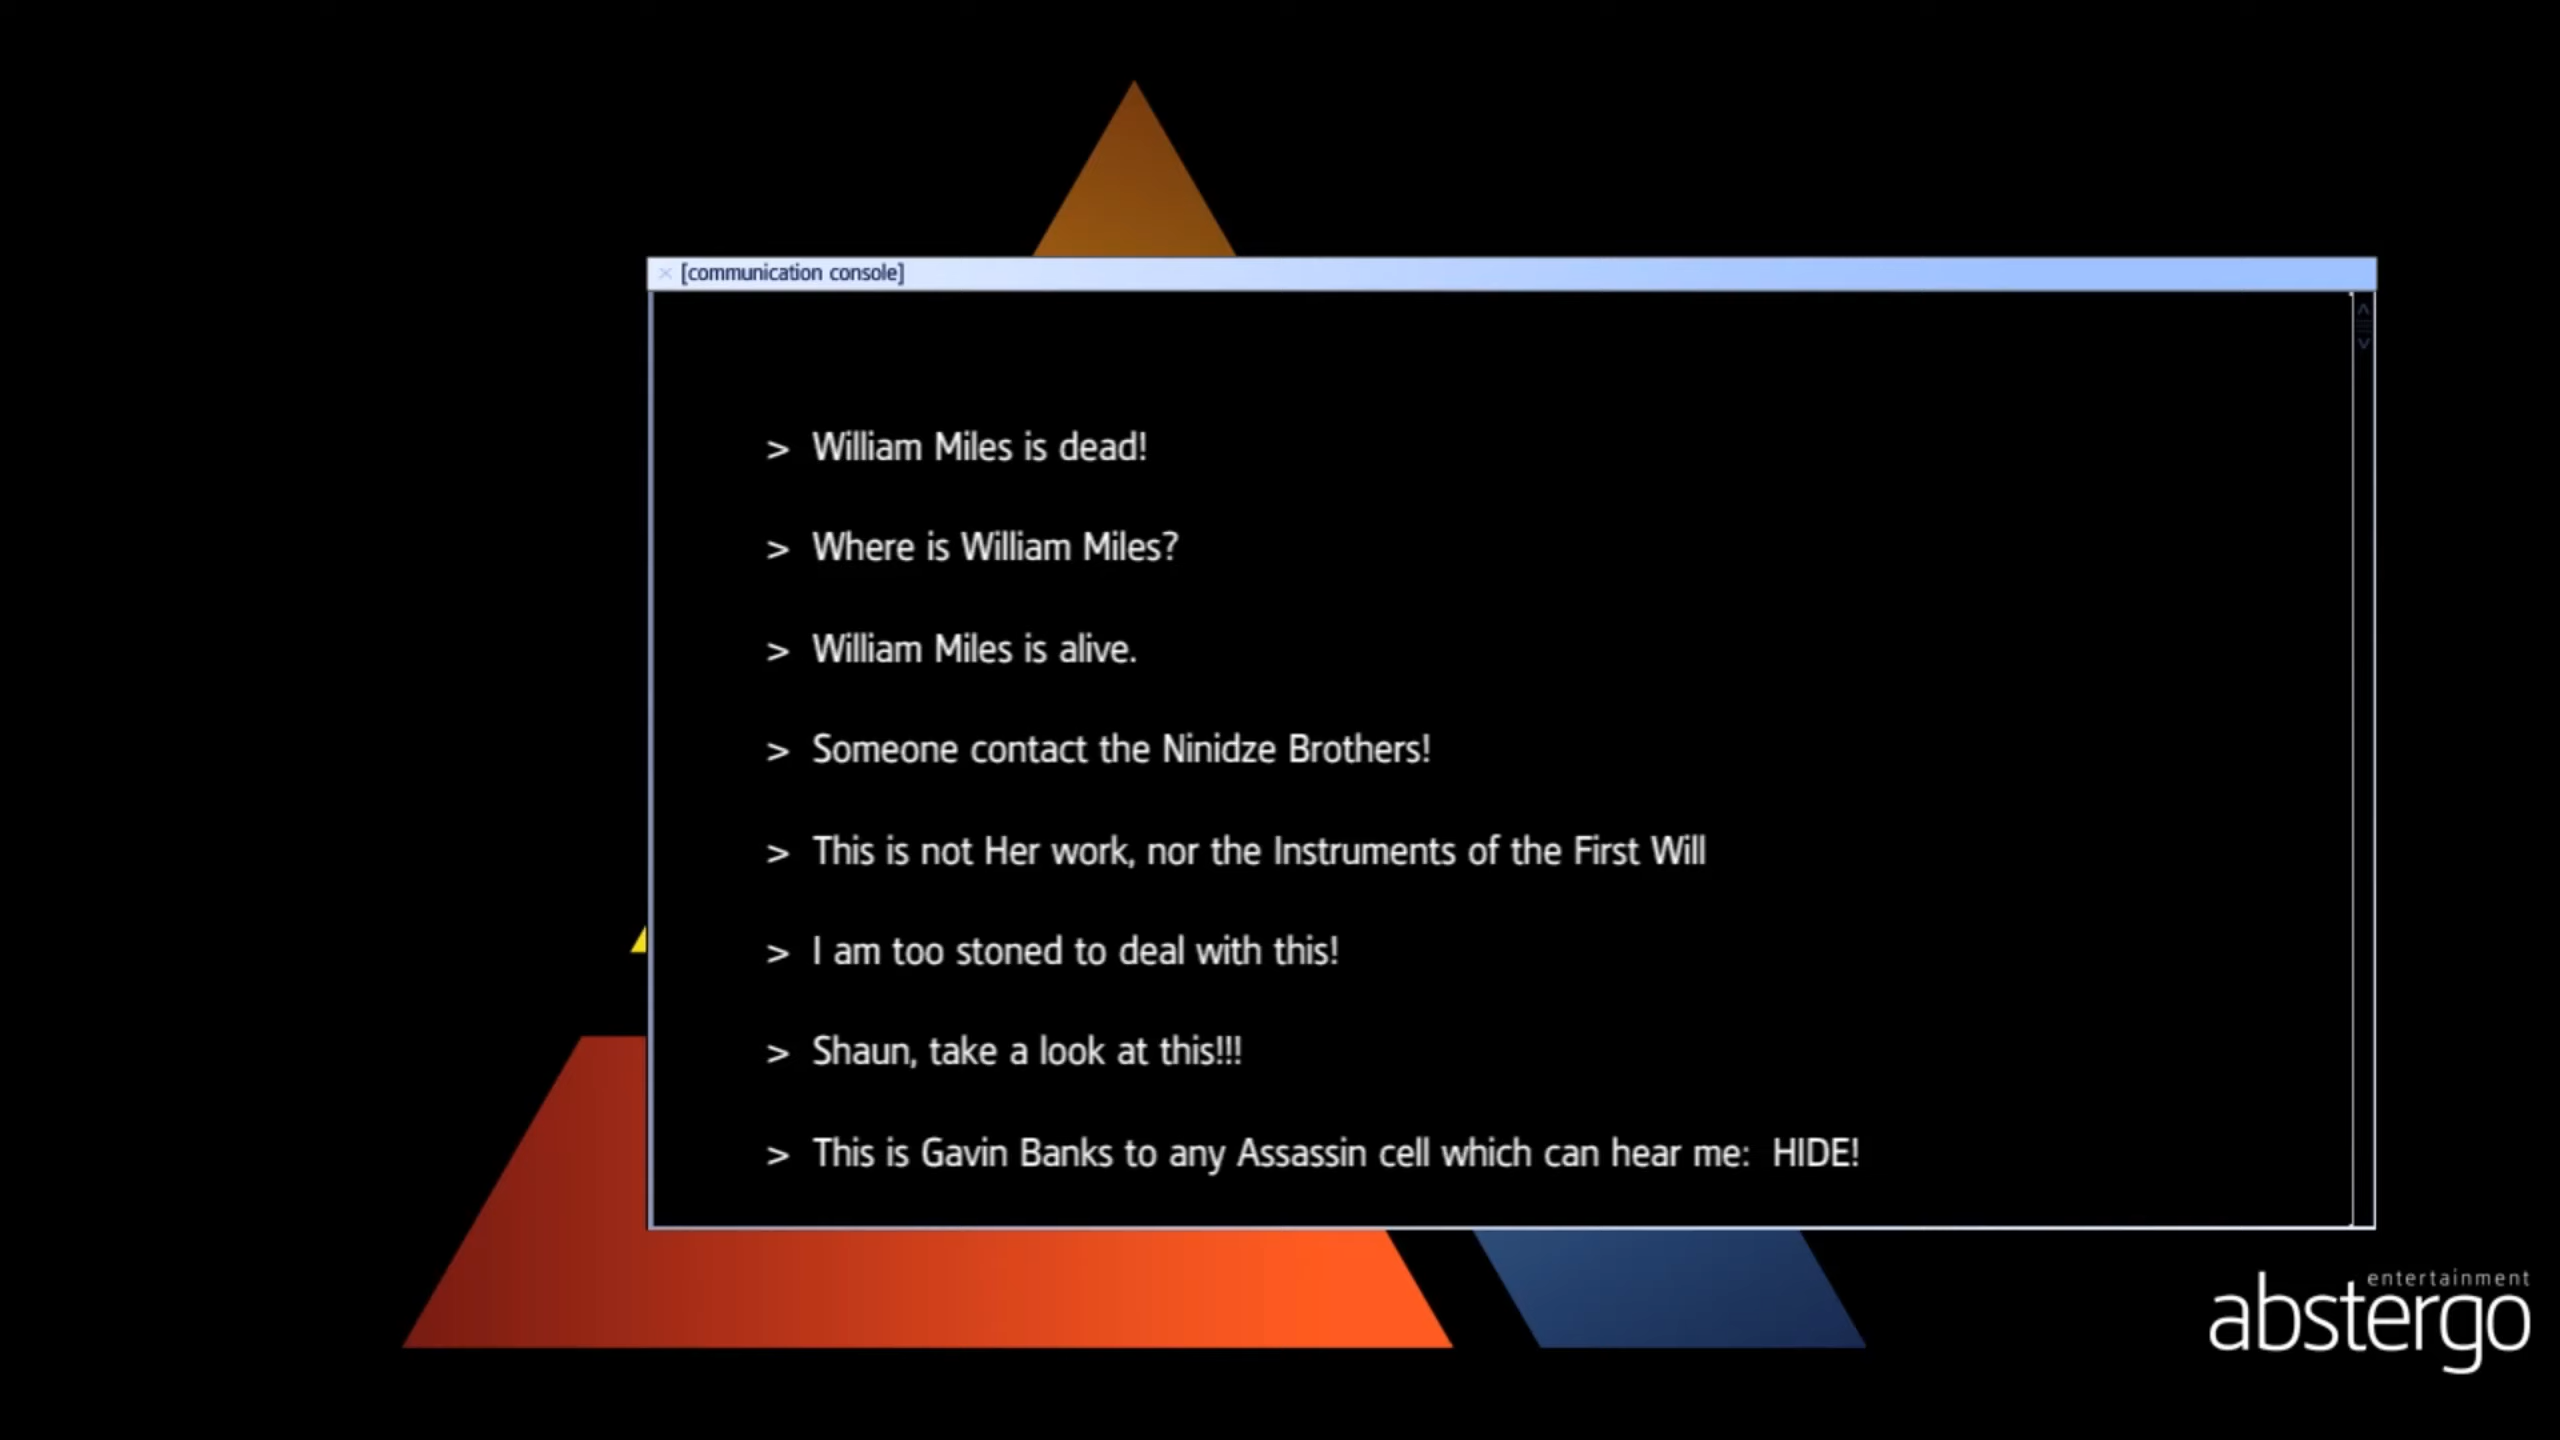 [communication console]
> William Miles is dead!
> Where is William Miles?
> William Miles is alive.
> Someone contact the Ninidze Brothers!
> This is not Her work, nor the Instruments of the First Will
> I am too stoned to deal with this!
> Shaun, take a look at this!!!
> This is Gavin Banks to any Assassin cell which can hear me:  HIDE!
entertainment
abstergo